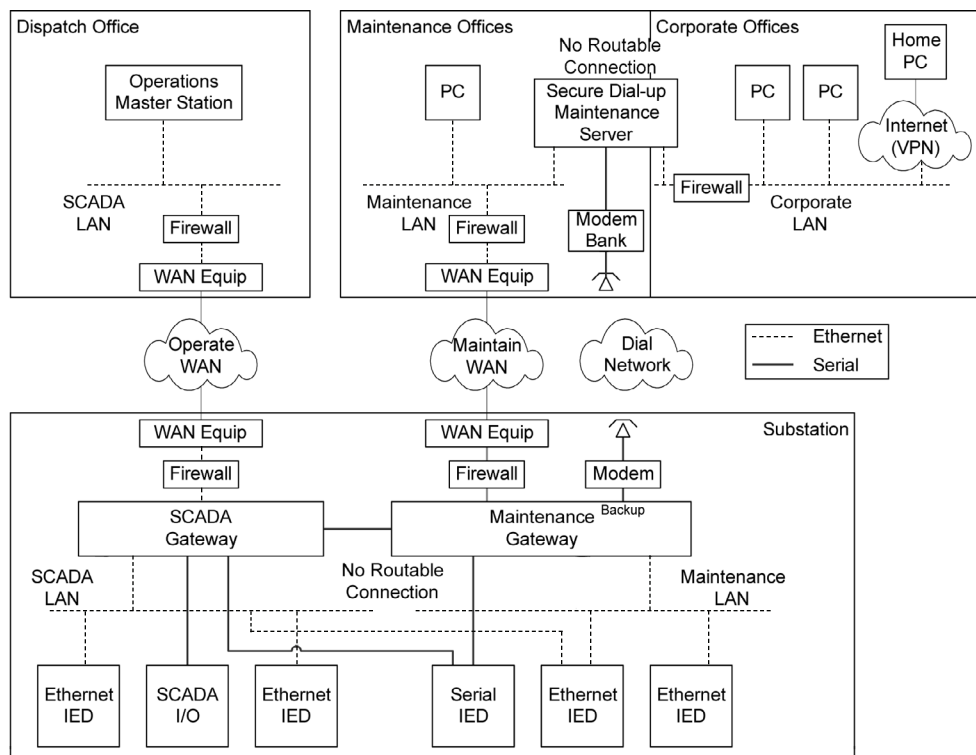 Dispatch Office
Operations
Master Station
SCADA
LAN
Firewall
WAN Equip
Maintenance Offices
No Routable
Connection
PC
Secure Dial-up
Maintenance
Server
Maintenance
LAN
Firewall
Modem
Bank
WAN Equip
Corporate Offices
Home
PC
PC
PC
Internet
(VPN)
Firewall
Corporate
LAN
Operate
WAN
Maintain
WAN
Dial
Network
Ethernet
Serial
Substation
WAN Equip
WAN Equip
Firewall
Firewall
Modem
SCADA
Gateway
Maintenance
Gateway
Backup
SCADA
LAN
No Routable
Connection
Maintenance
LAN
Ethernet
IED
SCADA
I/O
Ethernet
IED
Serial
IED
Ethernet
IED
Ethernet
IED